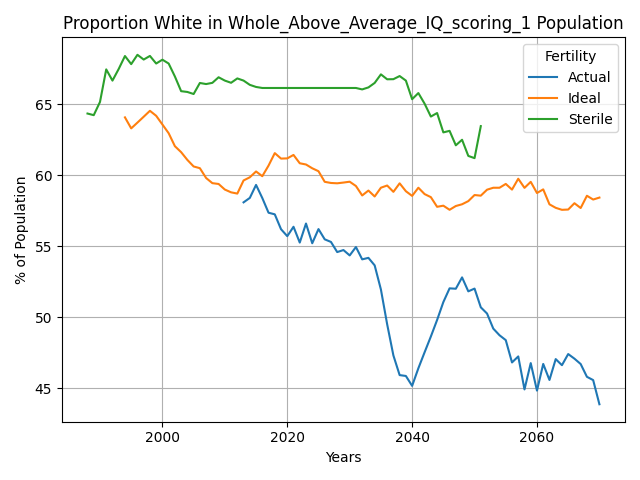 Proportion White in Whole_Above_Average_IQ_scoring_1 Population
Fertility
Actual
Ideal
Sterile
% of Population
65
60
55
50
45
2000
2020
2040
2060
Years